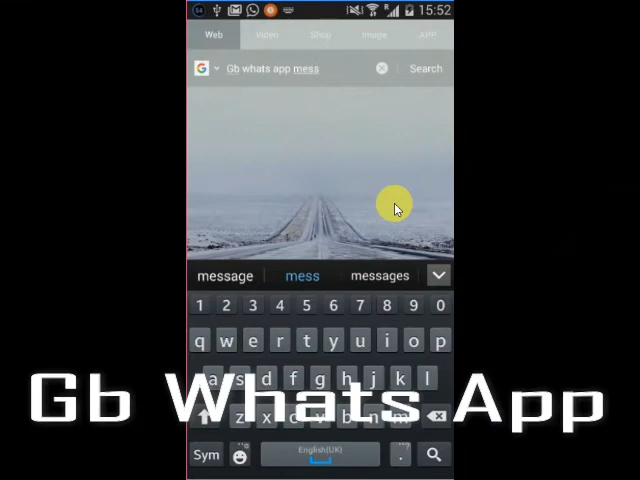 15:52
Web Video Shop Image APP
Gb whats app mess Search
message mess messages
1 2 3 4 5 6 7 8 9 0
q w e r t y u i o p
a s d f g h j k l
Gb Whats App
z x c v b n m
Sym English(UK) .